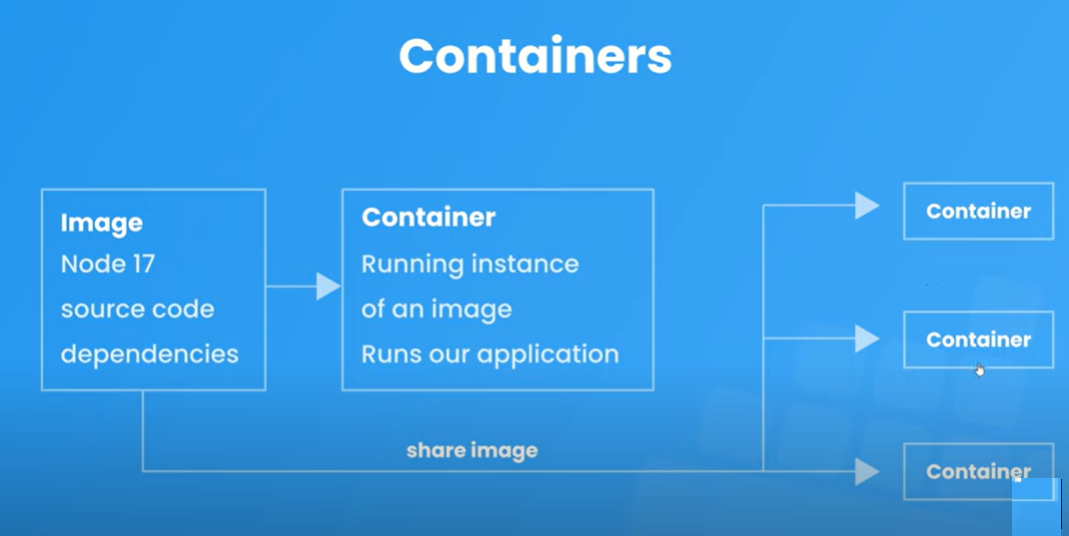 Containers
Image
Node 17
source code
dependencies
Container
Running instance
of an image
Runs our application
share image
Container
Container
Container